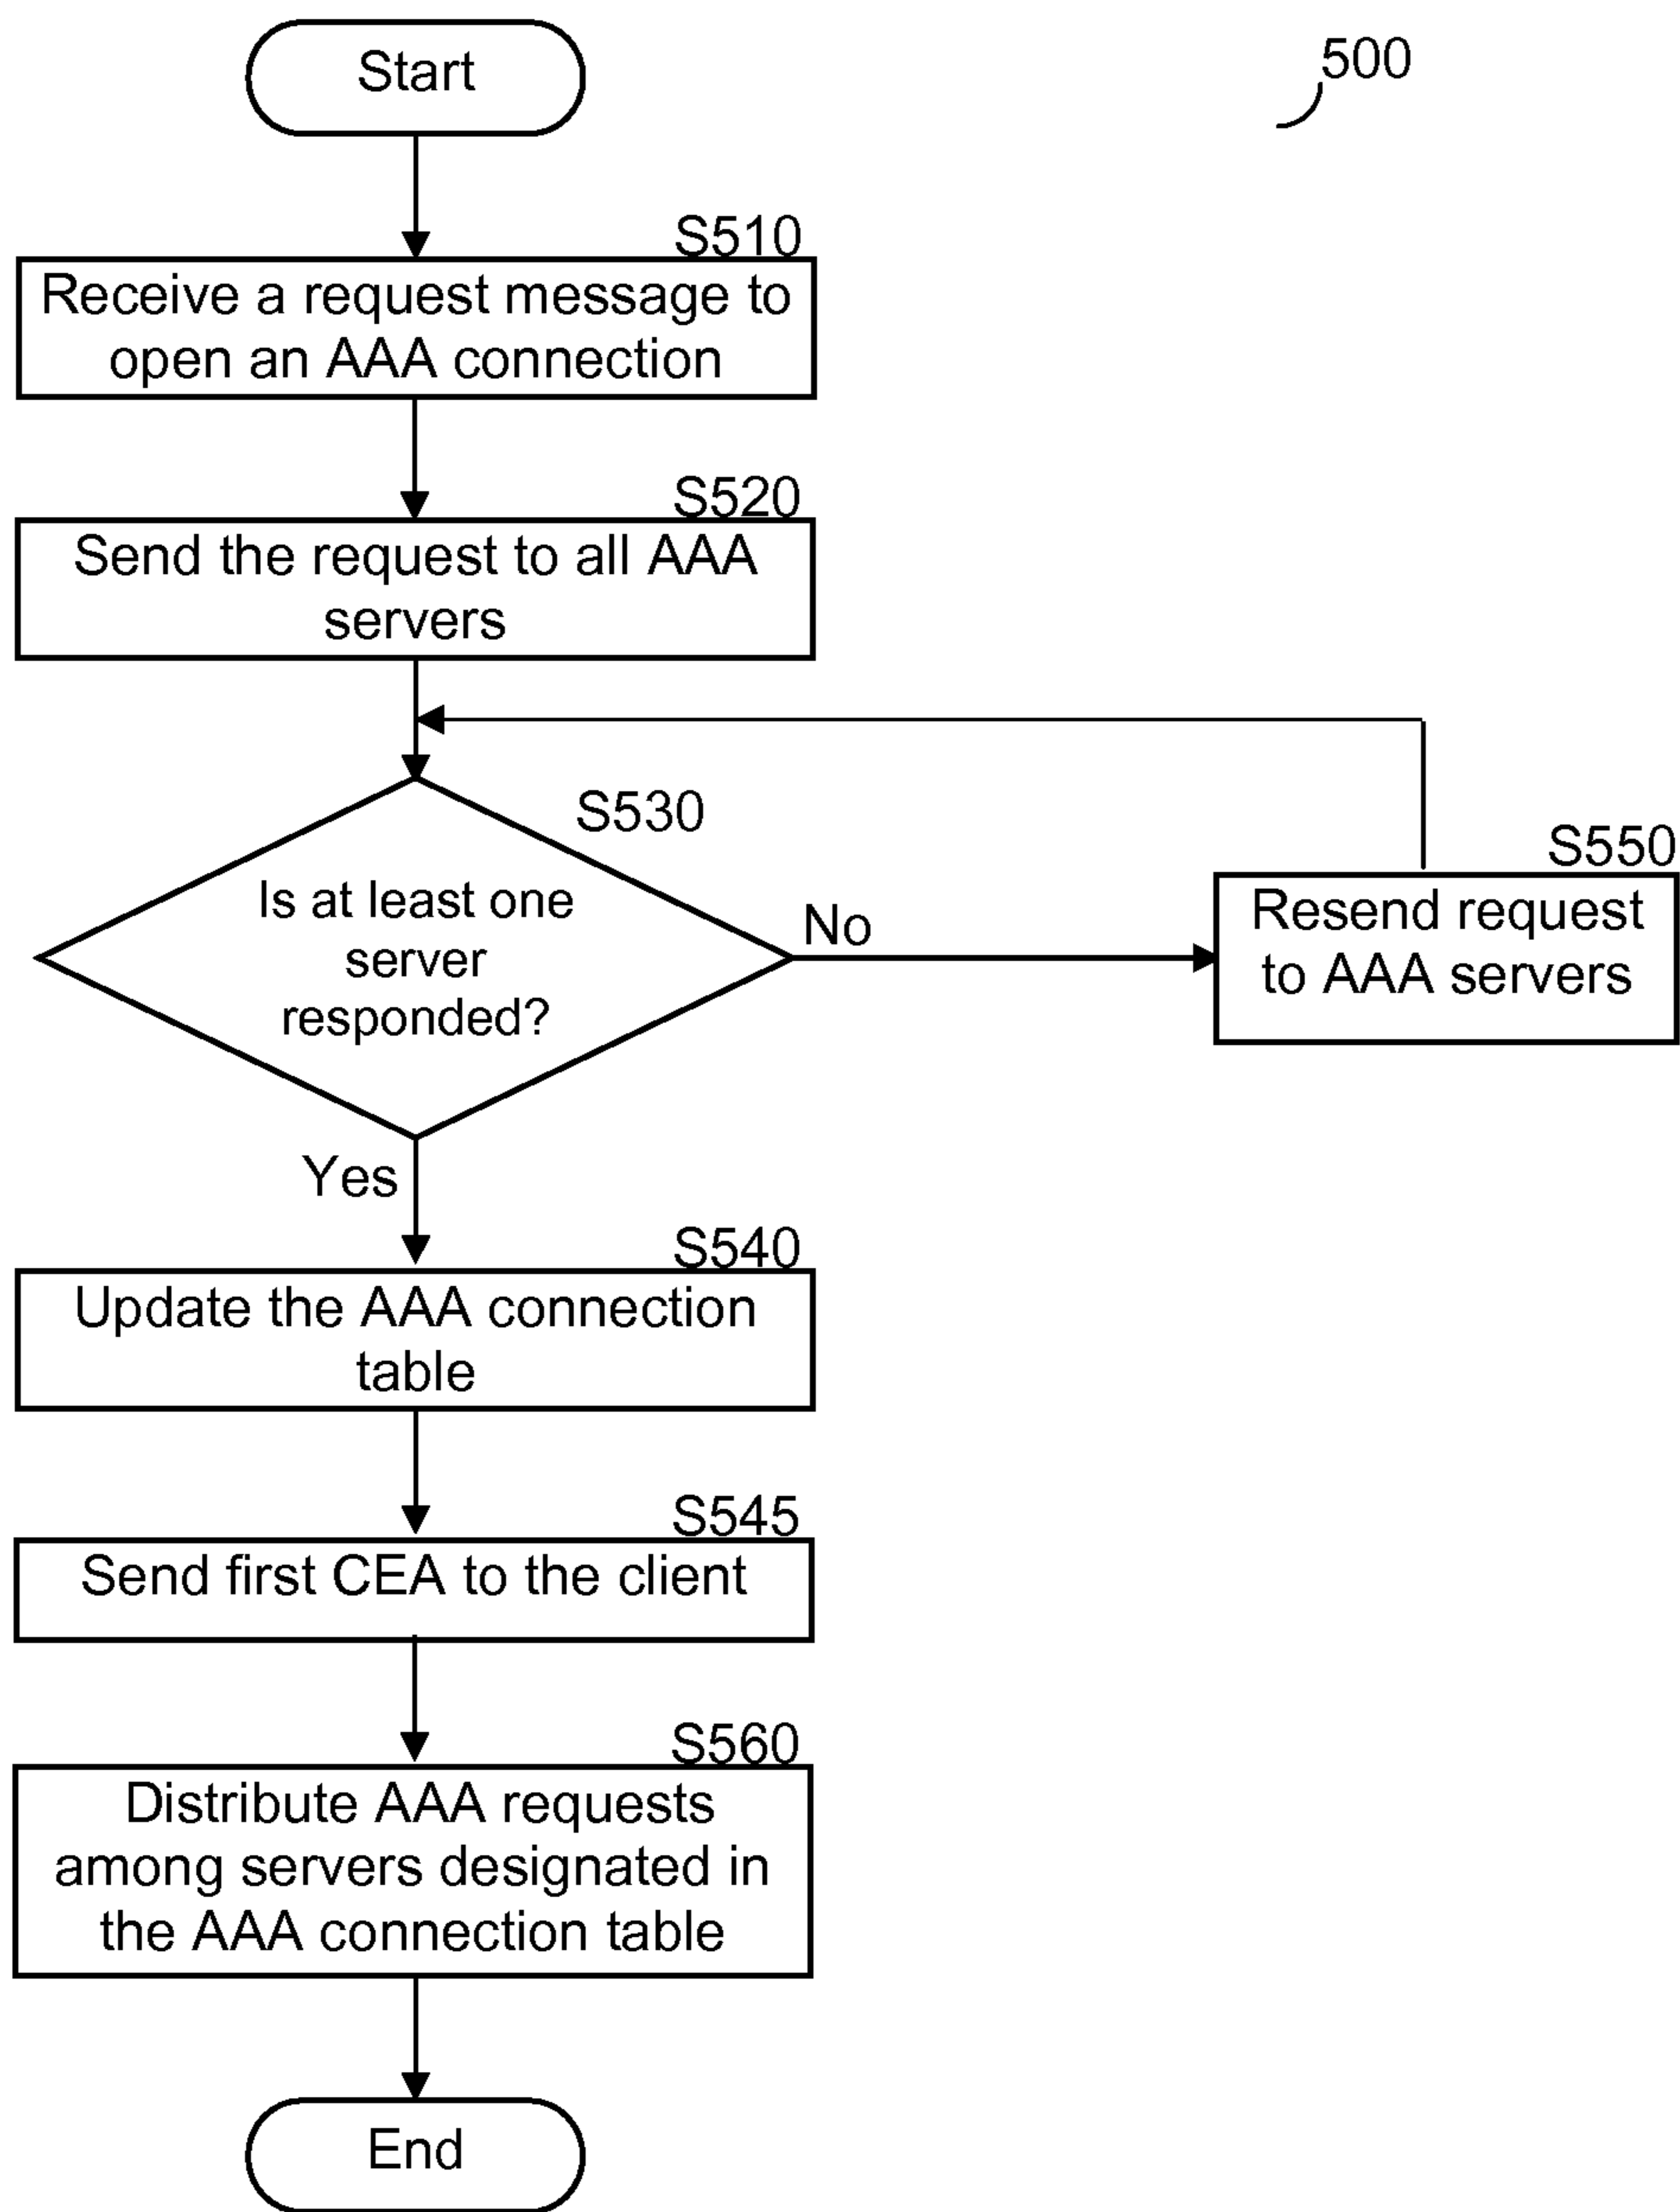 Start
500
S510
Receive a request message to
open an AAA connection
S520
Send the request to all AAA
servers
S530
Is at least one
server
responded?
No
S550
Resend request
to AAA servers
Yes
S540
Update the AAA connection
table
S545
Send first CEA to the client
S560
Distribute AAA requests
among servers designated in
the AAA connection table
End